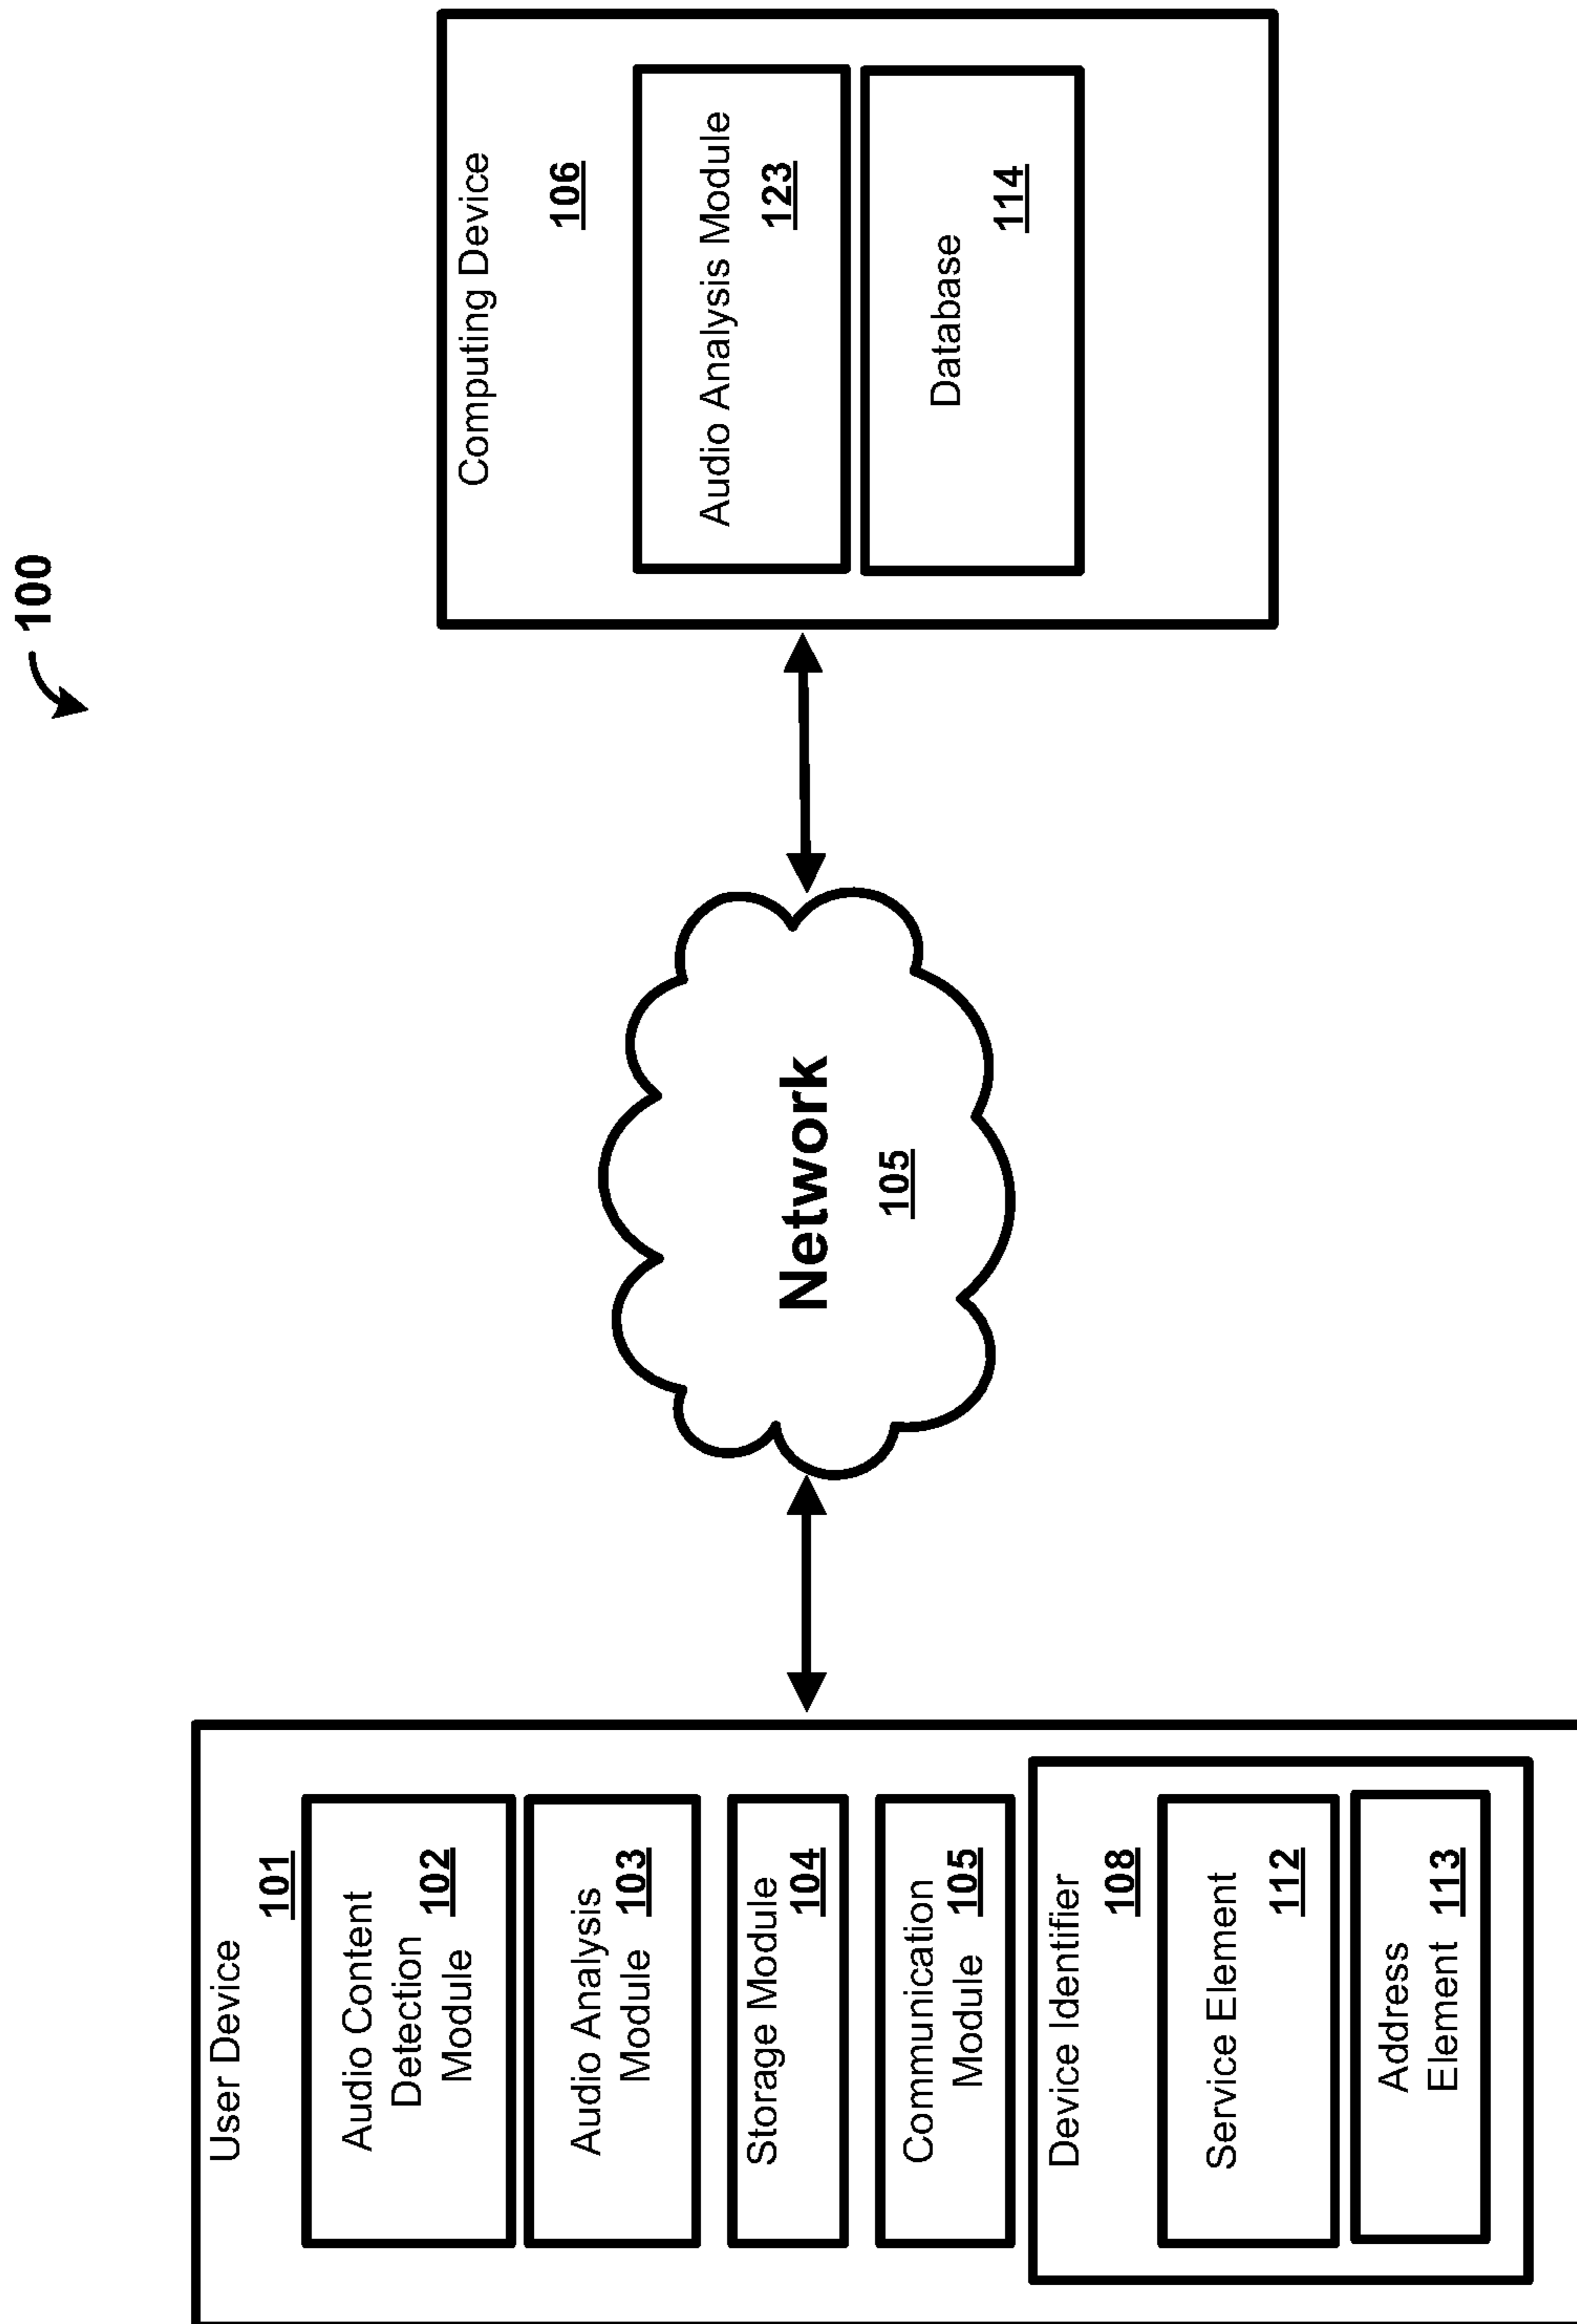 100
User Device
101
Audio Content
Detection
102
Module
Audio Analysis
Module
103
Storage Module
104
Communication
Module
105
Device Identifier
108
Service Element
112
Address
Element
113
Network
105
Computing Device
106
Audio Analysis Module
123
Database
114